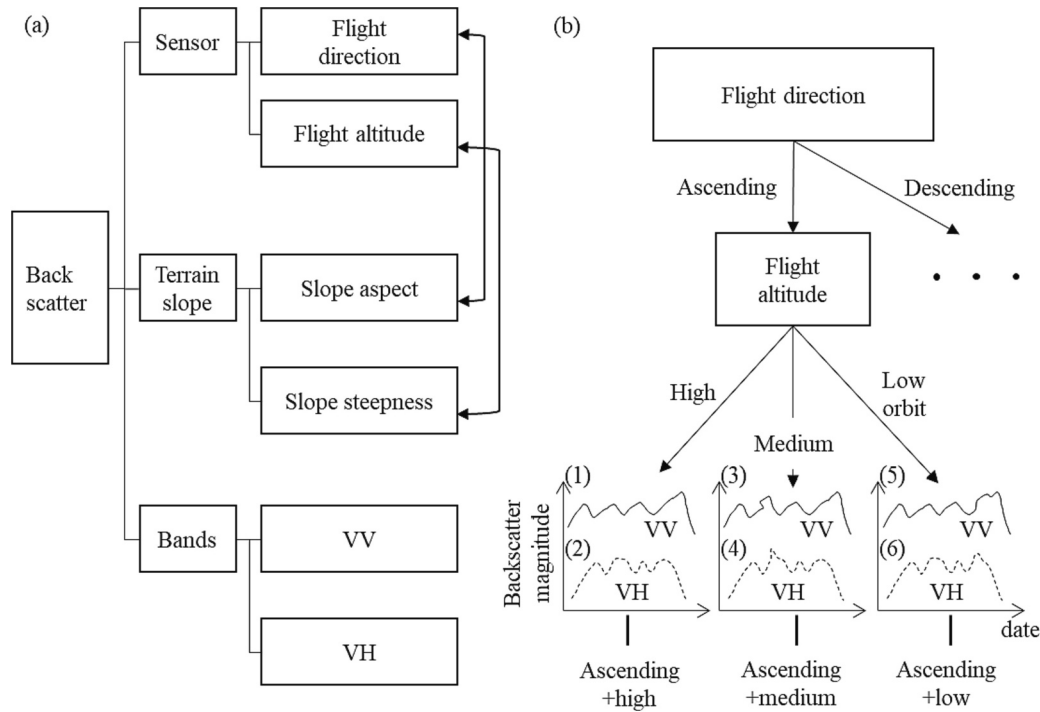 (a)
Sensor
Flight
direction
Flight altitude
Back
scatter
Terrain
slope
Slope aspect
Slope steepness
Bands
VV
VH
(b)
Flight direction
Ascending
Descending
Flight
altitude
• • •
High
Medium
Low
orbit
Backscatter
magnitude
(1)
VV
(2)
VH
(3)
VV
(4)
VH
(5)
VV
(6)
VH
date
Ascending
+high
Ascending
+medium
Ascending
+low